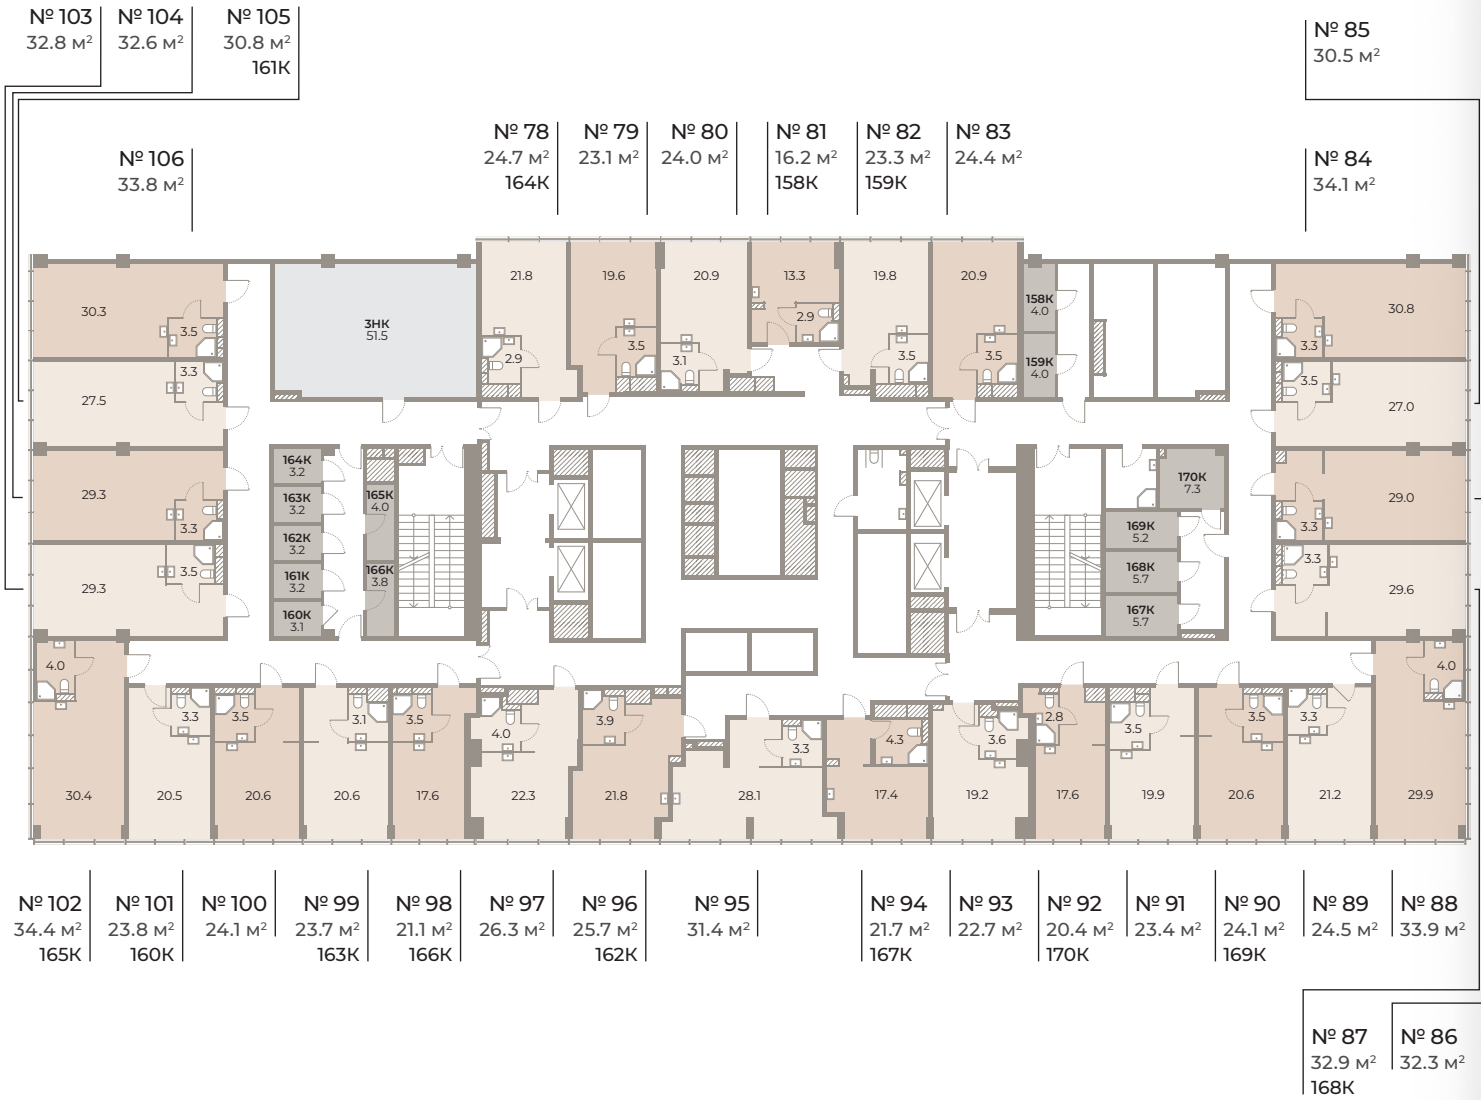 № 103
32.8 м²
№ 104
32.6 м²
№ 105
30.8 м²
161К
№ 85
30.5 м²
№ 106
33.8 м²
№ 78
24.7 м²
164К
№ 79
23.1 м²
№ 80
24.0 м²
№ 81
16.2 м²
158К
№ 82
23.3 м²
159К
№ 83
24.4 м²
№ 84
34.1 м²
30.3
3.5
3НК
51.5
21.8
2.9
19.6
3.5
20.9
3.1
13.3
2.9
19.8
3.5
20.9
3.5
158К
4.0
159К
4.0
30.8
3.3
27.5
3.3
3.5
27.0
29.3
3.3
164К
3.2
163К
3.2
162К
3.2
161К
3.2
160К
3.1
165К
4.0
166К
3.8
170К
7.3
169К
5.2
168К
5.7
167К
5.7
29.0
3.3
29.3
3.5
3.3
29.6
4.0
30.4
3.3
20.5
3.5
20.6
3.1
20.6
3.5
17.6
4.0
22.3
3.9
21.8
3.3
28.1
4.3
17.4
3.6
19.2
2.8
17.6
3.5
19.9
3.5
20.6
3.3
21.2
4.0
29.9
№ 102
34.4 м²
165К
№ 101
23.8 м²
160К
№ 100
24.1 м²
№ 99
23.7 м²
163К
№ 98
21.1 м²
166К
№ 97
26.3 м²
№ 96
25.7 м²
162К
№ 95
31.4 м²
№ 94
21.7 м²
167К
№ 93
22.7 м²
№ 92
20.4 м²
170К
№ 91
23.4 м²
№ 90
24.1 м²
169К
№ 89
24.5 м²
№ 88
33.9 м²
№ 87
32.9 м²
168К
№ 86
32.3 м²